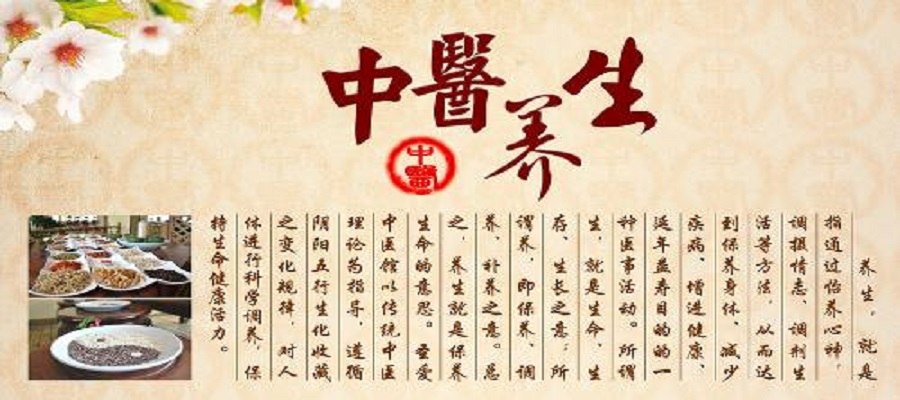 中醫养生
中醫
养生，就是
指通过怡养心神，
调摄情志、调剂生
活等方法，从而达
到保养身体、减少
疾病、增进健康、
延年益寿目的的一
种医事活动。所谓
生，就是生命、生
存、生长之意；所
谓养，即保养、调
养、补养之意。总
之，养生就是保养
生命的意思。至爱
中医馆以传统中医
理论为指导，遵循
阴阳五行生化收藏
之变化规律，对人
体进行科学调养，保
持生命健康活力。